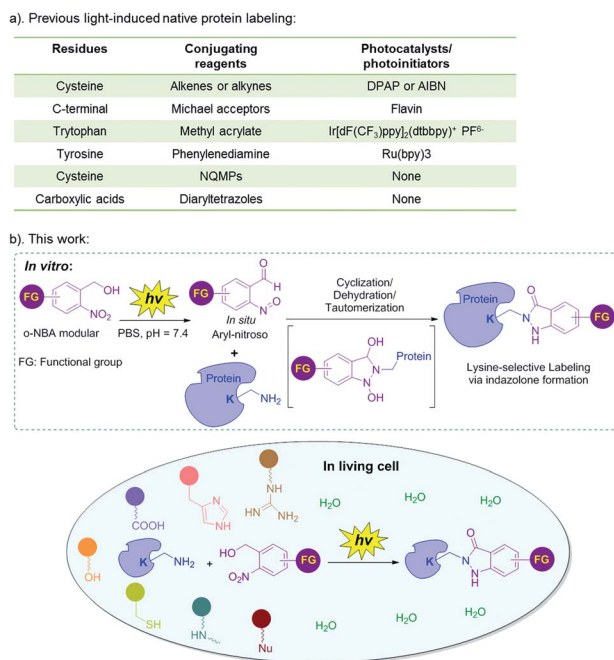 a). Previous light-induced native protein labeling:
Residues Conjugating reagents Photocatalysts/ photoinitiators
Cysteine Alkenes or alkynes DPAP or AIBN
C-terminal Michael acceptors Flavin
Trytophan Methyl acrylate Ir[dF(CF3)ppy]2(dtbbpy)+ PF6-
Tyrosine Phenylenediamine Ru(bpy)3
Cysteine NQMPs None
Carboxylic acids Diaryltetrazoles None
b). This work:
In vitro:
FG OH NO2
hv
PBS, pH = 7.4
o-NBA modular
FG: Functional group
FG O H N O
In situ
Aryl-nitroso
+
Protein K NH2
Cyclization/
Dehydration/
Tautomerization
FG OH N Protein N OH
Protein K N O N H FG
Lysine-selective Labeling
via indazolone formation
In living cell
COOH
N NH
NH HN NH2
H2O H2O H2O
OH
K NH2 + HO O2N FG
hv
K N O N H FG
SH
HN
Nu
H2O H2O H2O